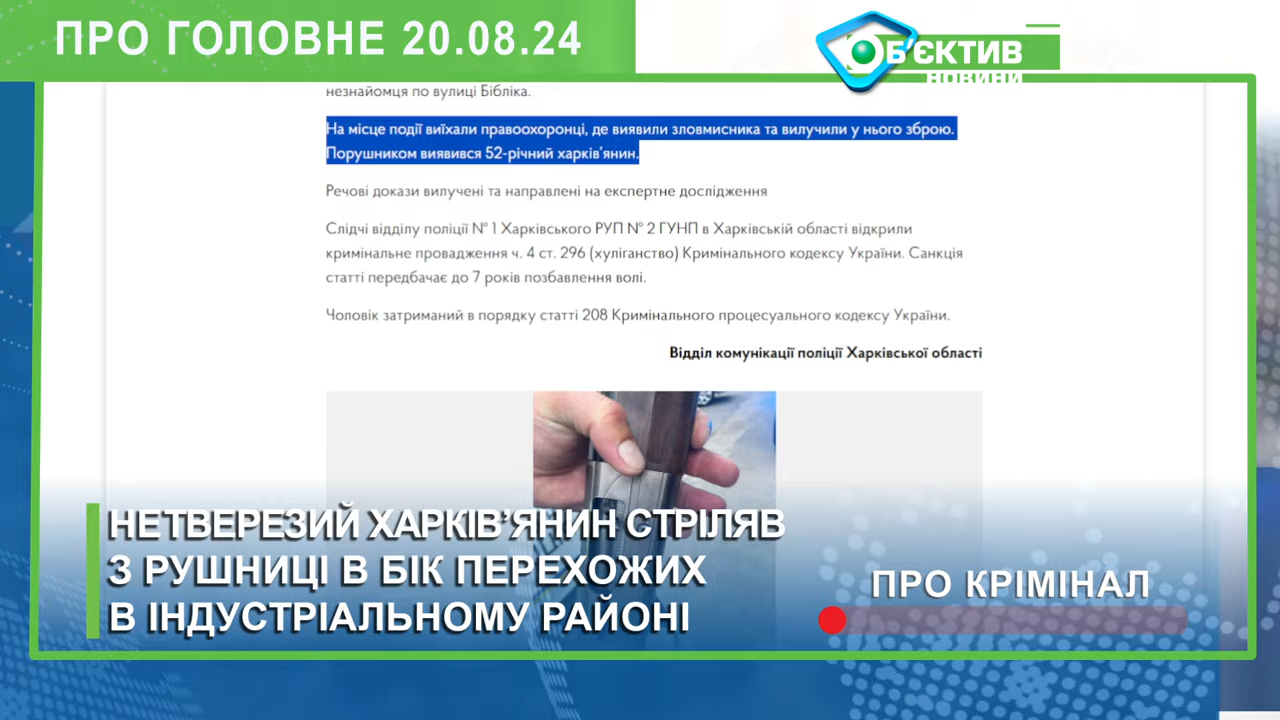 ПРО ГОЛОВНЕ 20.08.24
ОБ'ЄКТИВ
НОВИНИ
незнайомця по вулиці Бібліка.
На місце події виїхали правоохоронці, де виявили зловмисника та вилучили у нього зброю.
Порушником виявився 52-річний харків'янин.
Речові докази вилучені та направлені на експертне дослідження
Слідчі відділу поліції № 1 Харківського РУП № 2 ГУНП в Харківській області відкрили
кримінальне провадження ч. 4 ст. 296 (хуліганство) Кримінального кодексу України. Санкція
статті передбачає до 7 років позбавлення волі.
Чоловік затриманий в порядку статті 208 Кримінального процесуального кодексу України.
Відділ комунікації поліції Харківської області
НЕТВЕРЕЗИЙ ХАРКІВ'ЯНИН СТРІЛЯВ
З РУШНИЦІ В БІК ПЕРЕХОЖИХ
В ІНДУСТРІАЛЬНОМУ РАЙОНІ
ПРО КРІМІНАЛ